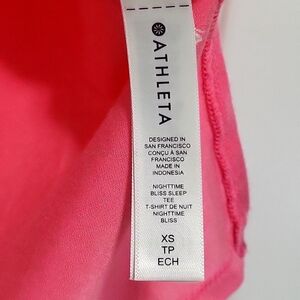 ATHLETA
DESIGNED IN
SAN FRANCISCO
CONÇU À SAN
FRANCISCO
MADE IN
INDONESIA
NIGHTTIME
BLISS SLEEP
TEE
T-SHIRT DE NUIT
NIGHTTIME
BLISS
XS
TP
ECH